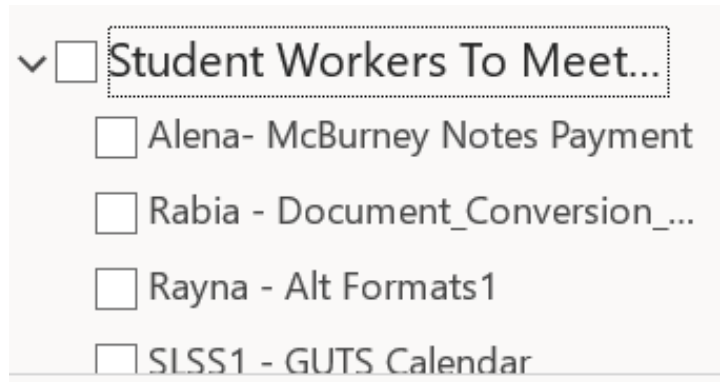 Student Workers To Meet...
Alena- McBurney Notes Payment
Rabia - Document_Conversion_...
Rayna - Alt Formats1
SLSS1 - GUTS Calendar